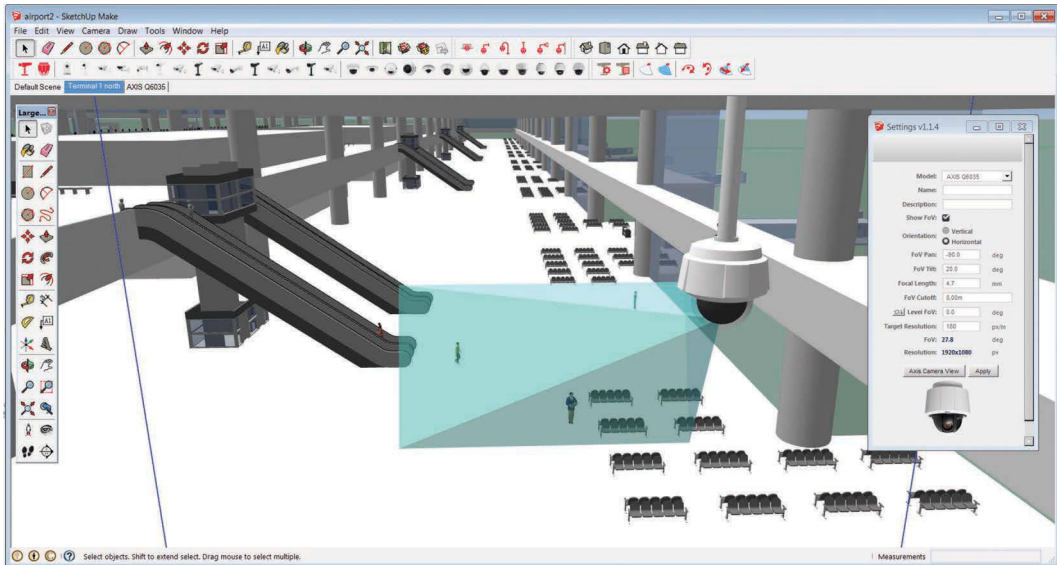 airport2 - SketchUp Make
File Edit View Camera Draw Tools Window Help
Default Scene Terminal 1 north AXIS Q6035
Large...
Settings v1.1.4
Model: AXIS Q6035
Name:
Description:
Show FoV:
Orientation: Vertical
Horizontal
FoV Pan: -90.0 deg
FoV Tilt: 20.0 deg
Focal Length: 4.7 mm
FoV Cutoff: 0,00m
Level FoV: 0.0 deg
Target Resolution: 180 px/m
FoV: 27.8 deg
Resolution: 1920x1080 px
Axis Camera View Apply
Select objects. Shift to extend select. Drag mouse to select multiple.
Measurements